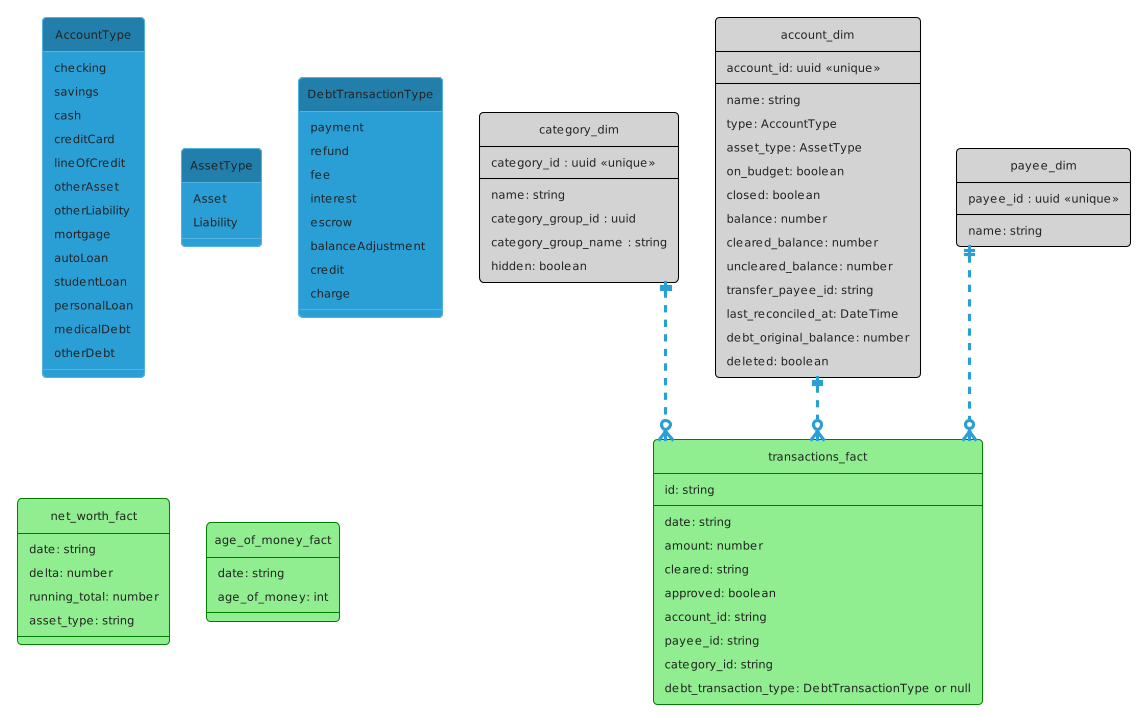 AccountType
checking
savings
cash
creditCard
lineOfCredit
otherAsset
otherLiability
mortgage
autoLoan
studentLoan
personalLoan
medicalDebt
otherDebt
AssetType
Asset
Liability
DebtTransactionType
payment
refund
fee
interest
escrow
balanceAdjustment
credit
charge
category_dim
category_id : uuid «unique»
name: string
category_group_id : uuid
category_group_name : string
hidden: boolean
account_dim
account_id: uuid «unique»
name: string
type: AccountType
asset_type: AssetType
on_budget: boolean
closed: boolean
balance: number
cleared_balance: number
uncleared_balance: number
transfer_payee_id: string
last_reconciled_at: DateTime
debt_original_balance: number
deleted: boolean
payee_dim
payee_id : uuid «unique»
name: string
net_worth_fact
date: string
delta: number
running_total: number
asset_type: string
age_of_money_fact
date: string
age_of_money: int
transactions_fact
id: string
date: string
amount: number
cleared: string
approved: boolean
account_id: string
payee_id: string
category_id: string
debt_transaction_type: DebtTransactionType or null